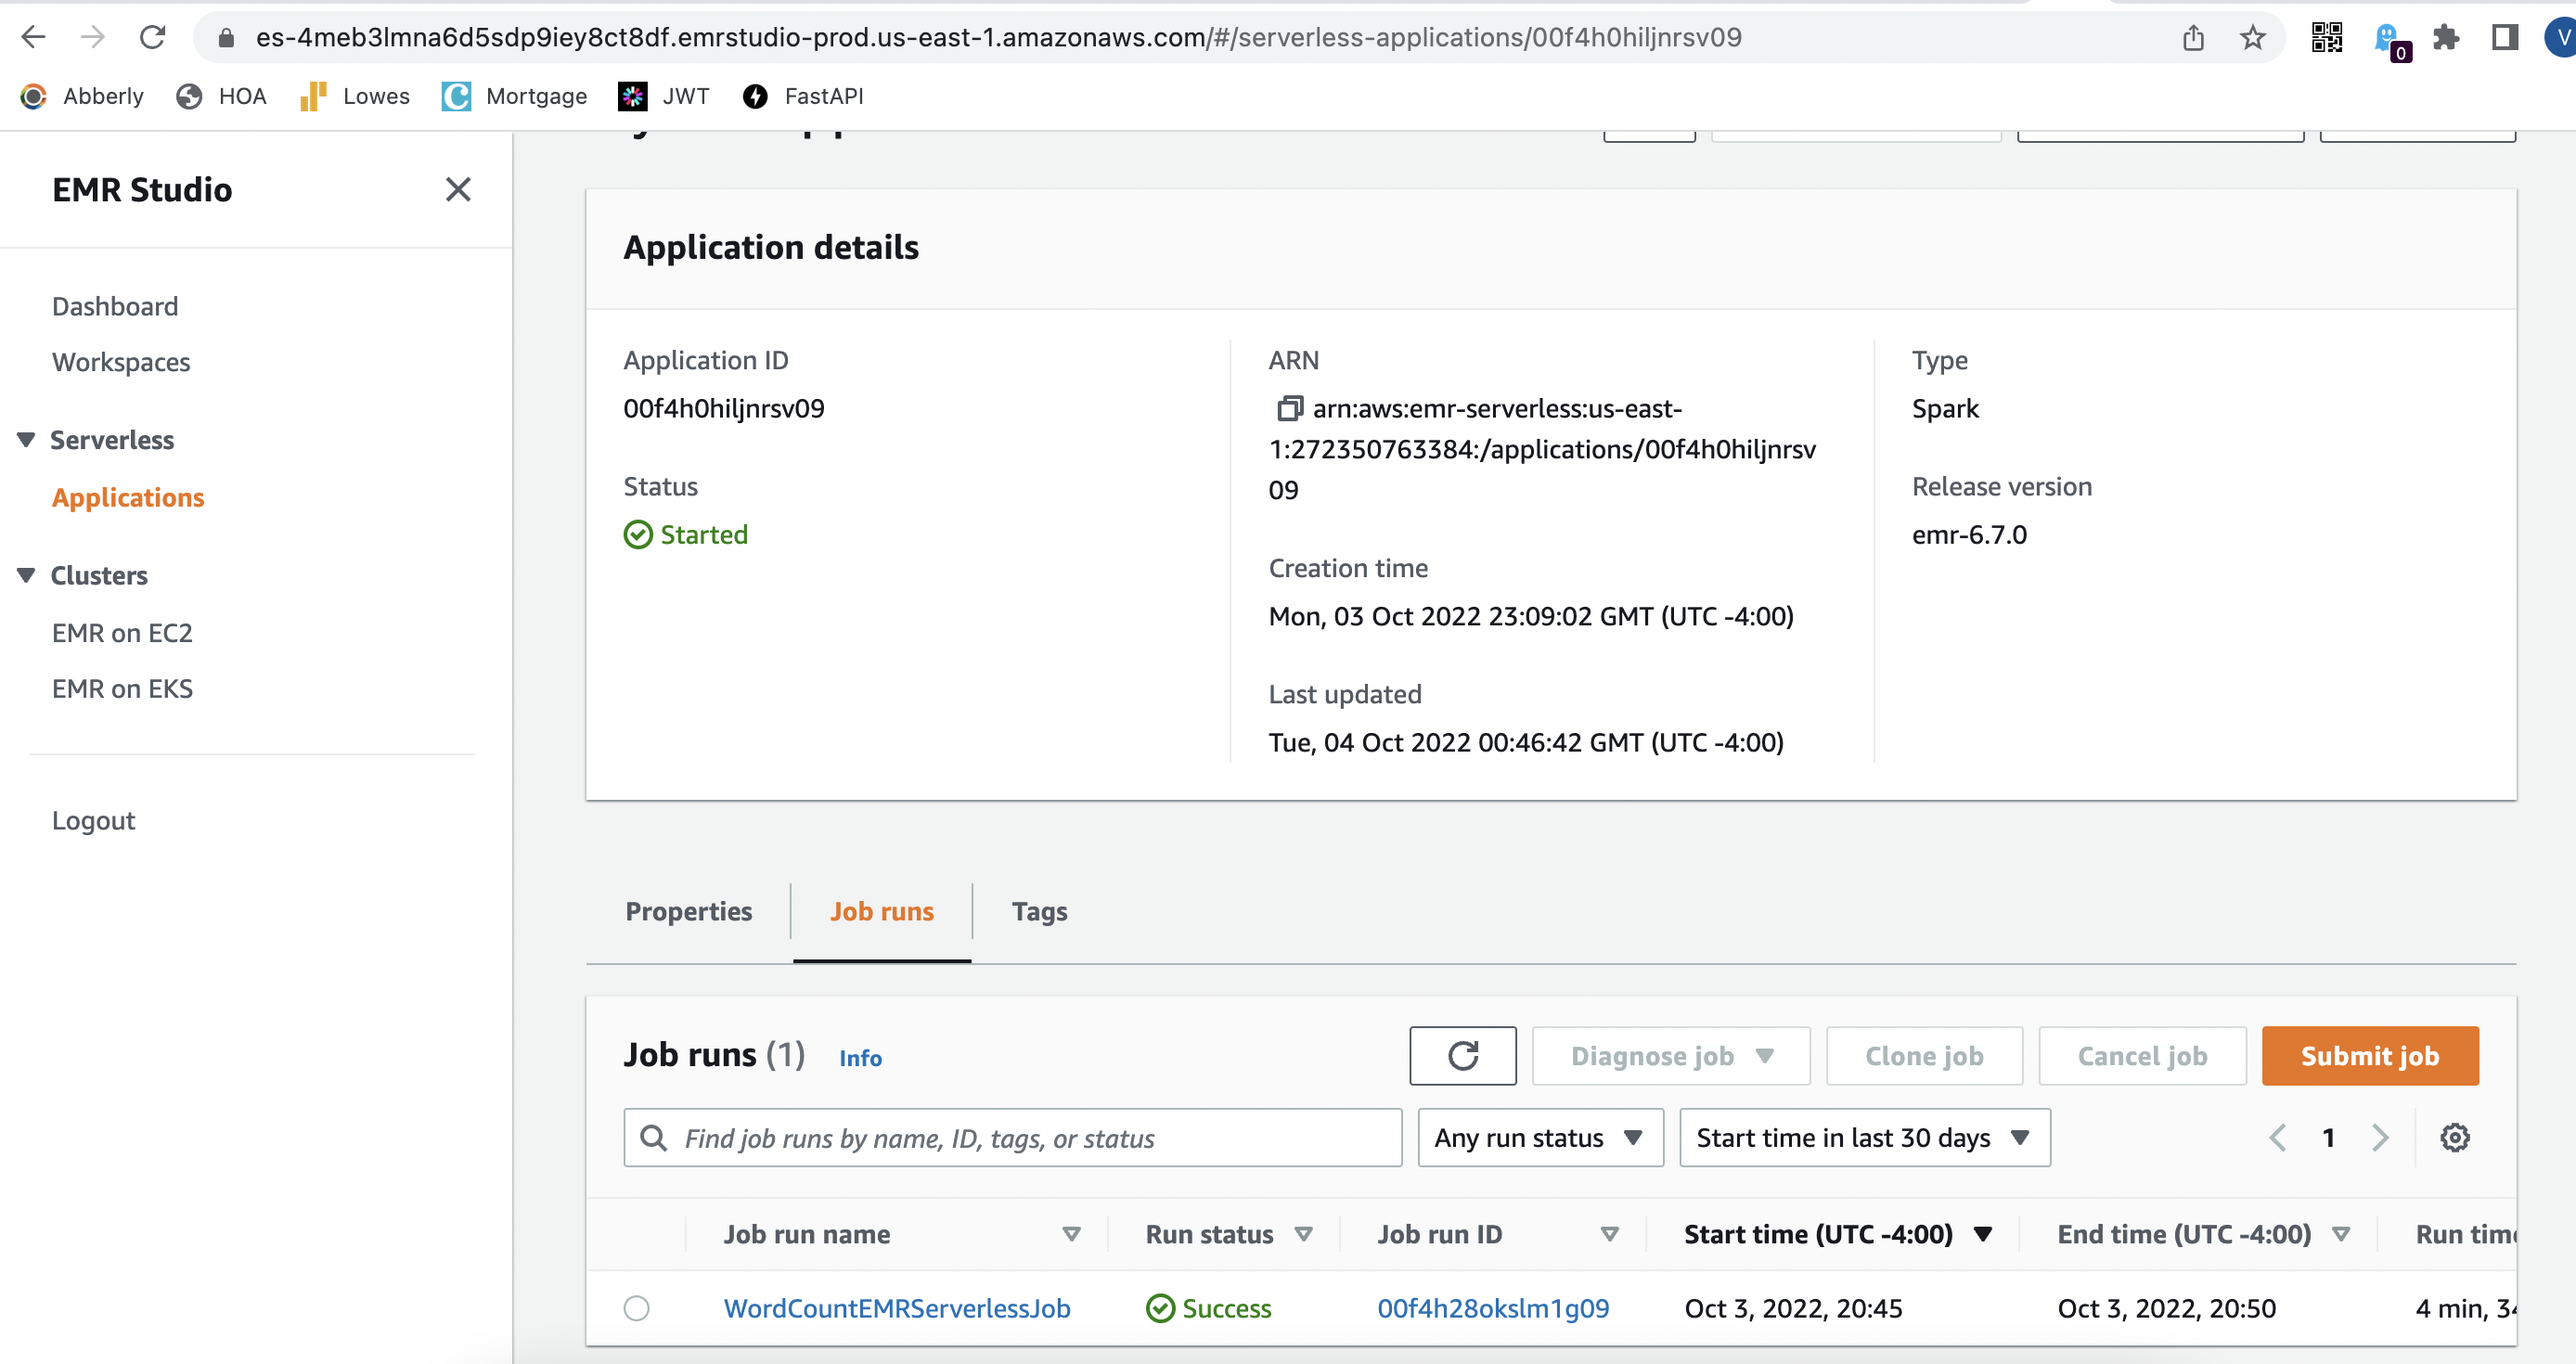 es-4meb3lmna6d5sdp9iey8ct8df.emrstudio-prod.us-east-1.amazonaws.com/#/serverless-applications/00f4h0hiljnrsv09
0
V
Abberly HOA Lowes Mortgage JWT FastAPI
EMR Studio
Dashboard
Workspaces
Serverless
Applications
Clusters
EMR on EC2
EMR on EKS
Logout
Application details
Application ID
00f4h0hiljnrsv09
Status
Started
ARN
arn:aws:emr-serverless:us-east-
1:272350763384:/applications/00f4h0hiljnrsv
09
Creation time
Mon, 03 Oct 2022 23:09:02 GMT (UTC -4:00)
Last updated
Tue, 04 Oct 2022 00:46:42 GMT (UTC -4:00)
Type
Spark
Release version
emr-6.7.0
Properties Job runs Tags
Job runs (1) Info
Diagnose job Clone job Cancel job Submit job
Find job runs by name, ID, tags, or status
Any run status
Start time in last 30 days
1
Job run name Run status Job run ID Start time (UTC -4:00) End time (UTC -4:00) Run time
WordCountEMRServerlessJob Success 00f4h28okslm1g09 Oct 3, 2022, 20:45 Oct 3, 2022, 20:50 4 min, 34